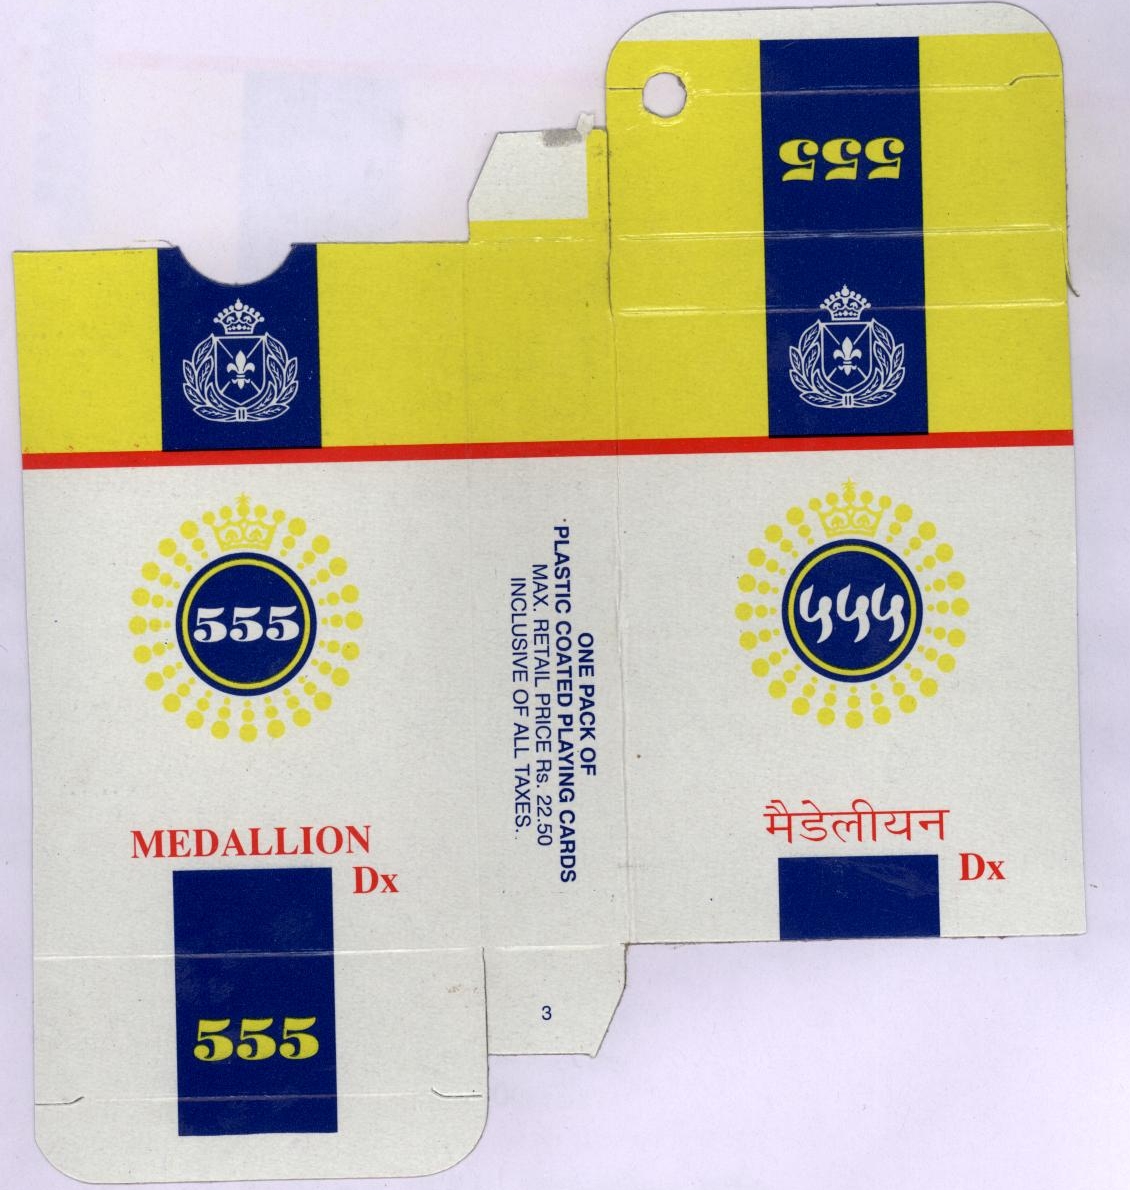 555
555
MEDALLION
Dx
555
ONE PACK OF
PLASTIC COATED PLAYING CARDS
MAX. RETAIL PRICE Rs. 22.50
INCLUSIVE OF ALL TAXES.
3
५५५
मैडेलीयन
Dx
555